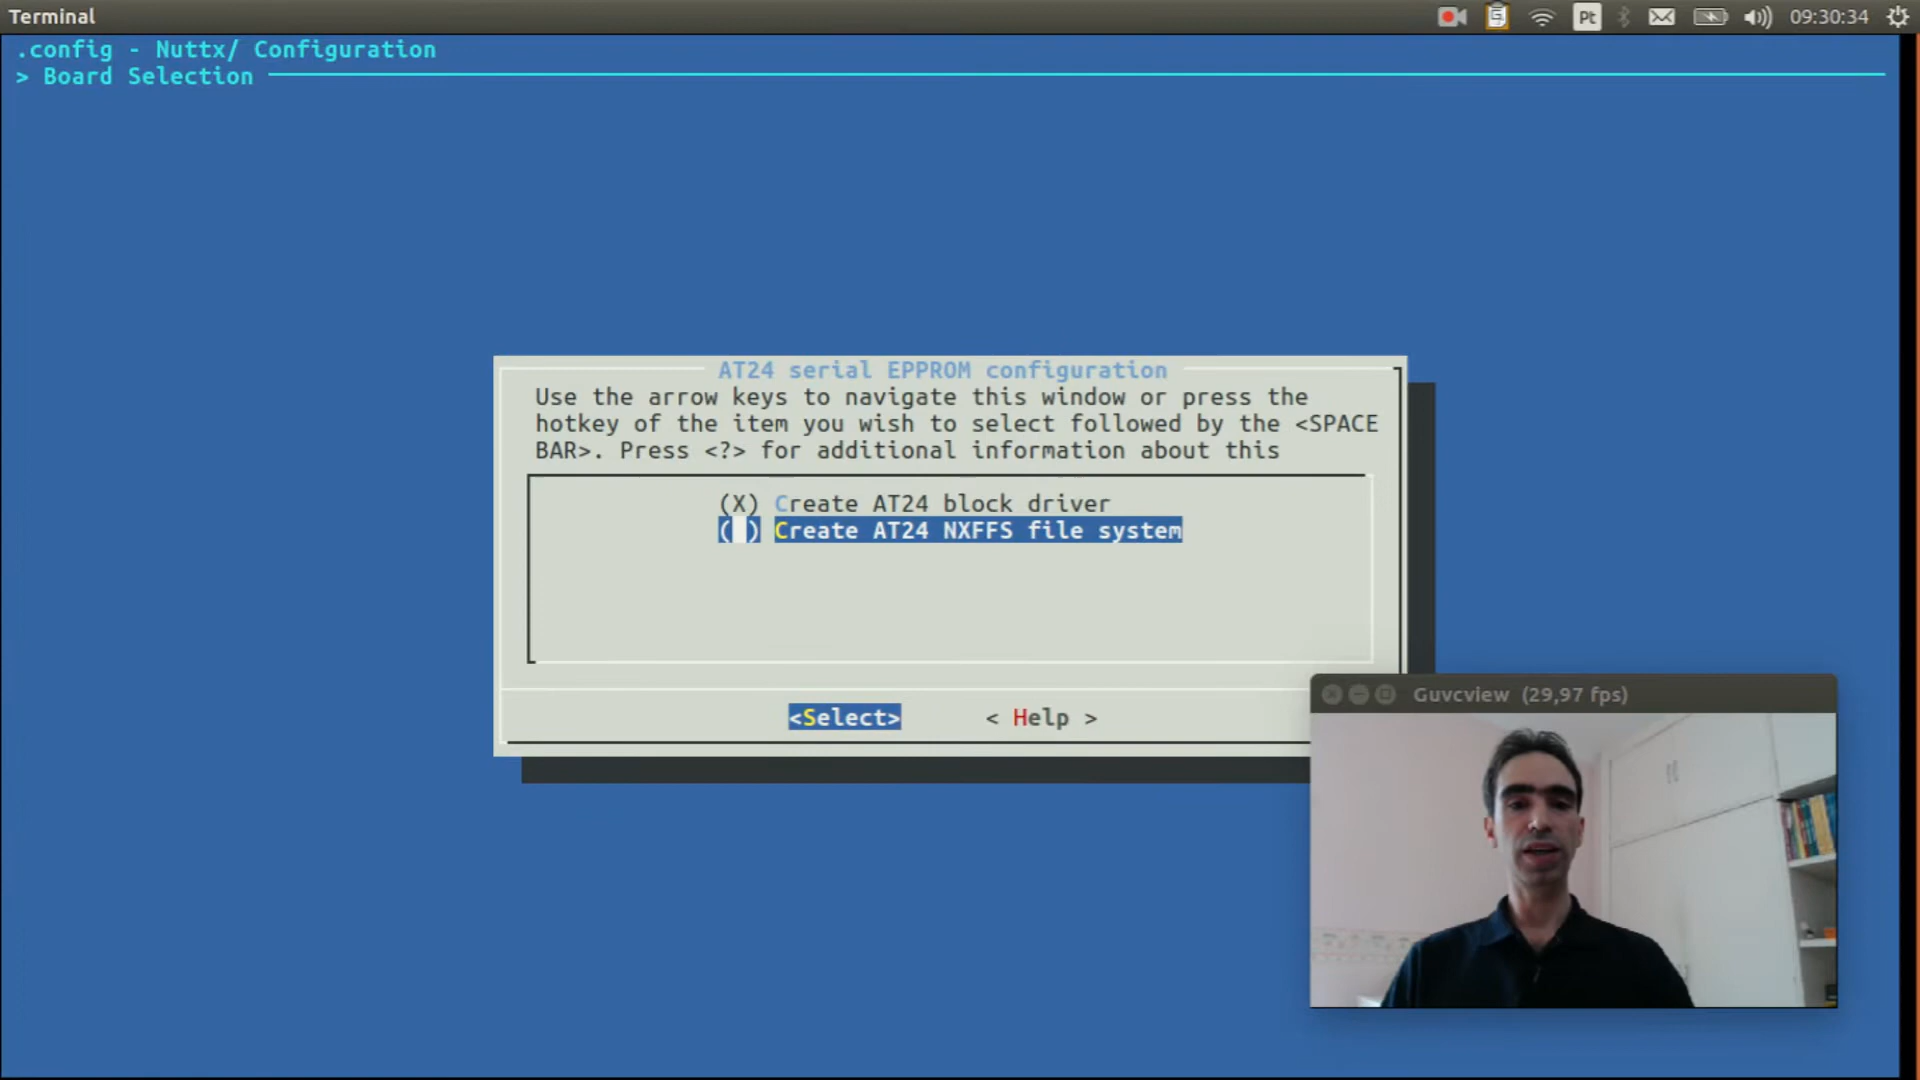 Terminal
Pt
09:30:34
.config - Nuttx/ Configuration
> Board Selection
AT24 serial EPPROM configuration
Use the arrow keys to navigate this window or press the
hotkey of the item you wish to select followed by the <SPACE
BAR>. Press <?> for additional information about this
(X) Create AT24 block driver
( ) Create AT24 NXFFS file system
<Select> < Help >
Guvcview (29,97 fps)